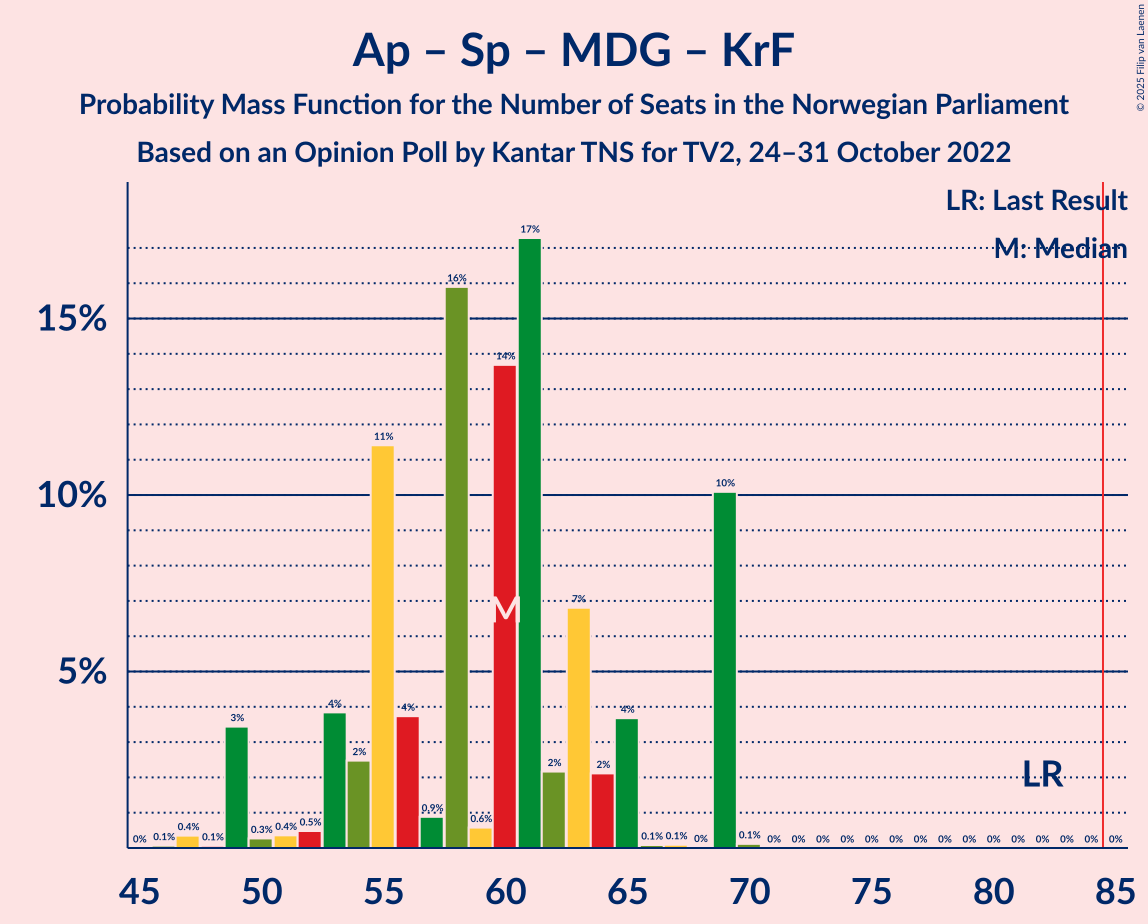 Ap – Sp – MDG – KrF
Probability Mass Function for the Number of Seats in the Norwegian Parliament
Based on an Opinion Poll by Kantar TNS for TV2, 24–31 October 2022
© 2025 Filip van Laenen
LR: Last Result
M: Median
15%
10%
5%
0% 0.1% 0.4% 0.1% 3% 0.3% 0.4% 0.5% 4% 2% 11% 4% 0.9% 16% 0.6% 14% 17% 2% 7% 2% 4% 0.1% 0.1% 0% 10% 0.1% 0% 0% 0% 0% 0% 0% 0% 0% 0% 0% 0% 0% 0% 0% 0%
M
LR
45 50 55 60 65 70 75 80 85